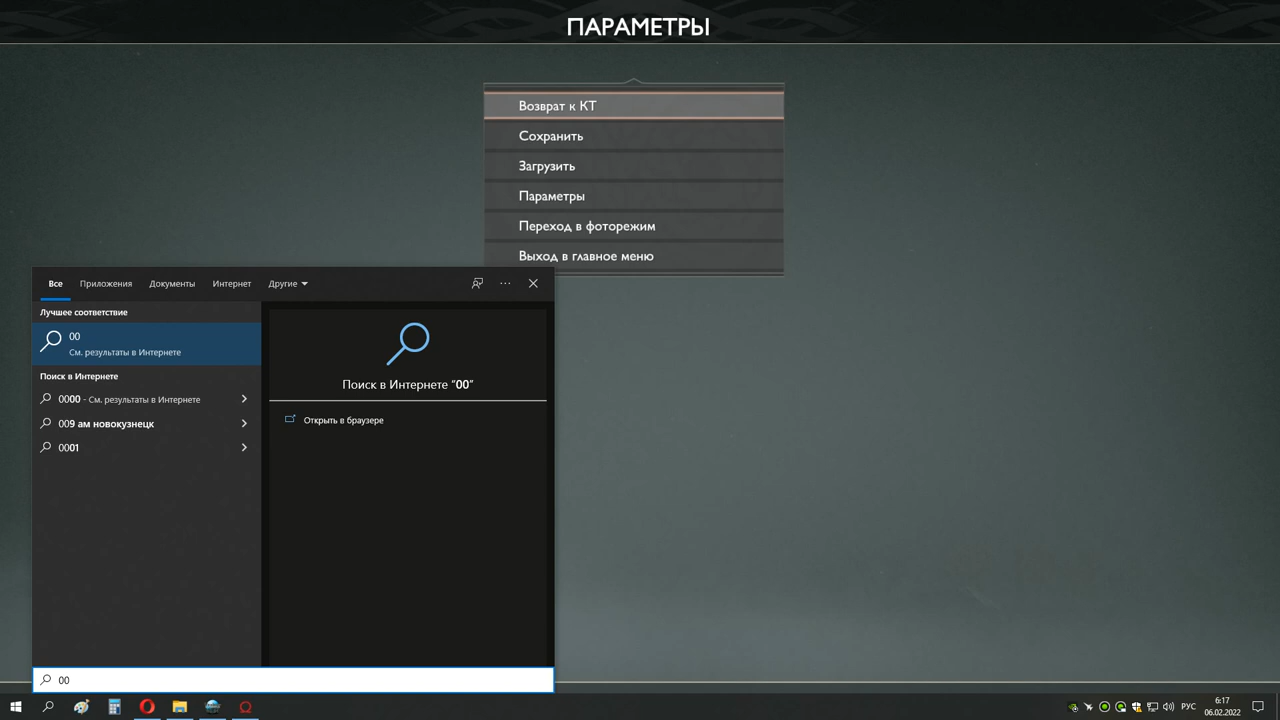 ПАРАМЕТРЫ
Возврат к КТ
Сохранить
Загрузить
Параметры
Переход в фоторежим
Выход в главное меню
Все Приложения Документы Интернет Другие
Лучшее соответствие
00
См. результаты в Интернете
Поиск в Интернете
0000 - См. результаты в Интернете
009 ам новокузнецк
0001
Поиск в Интернете "00"
Открыть в браузере
00
РУС
6:17
06.02.2022